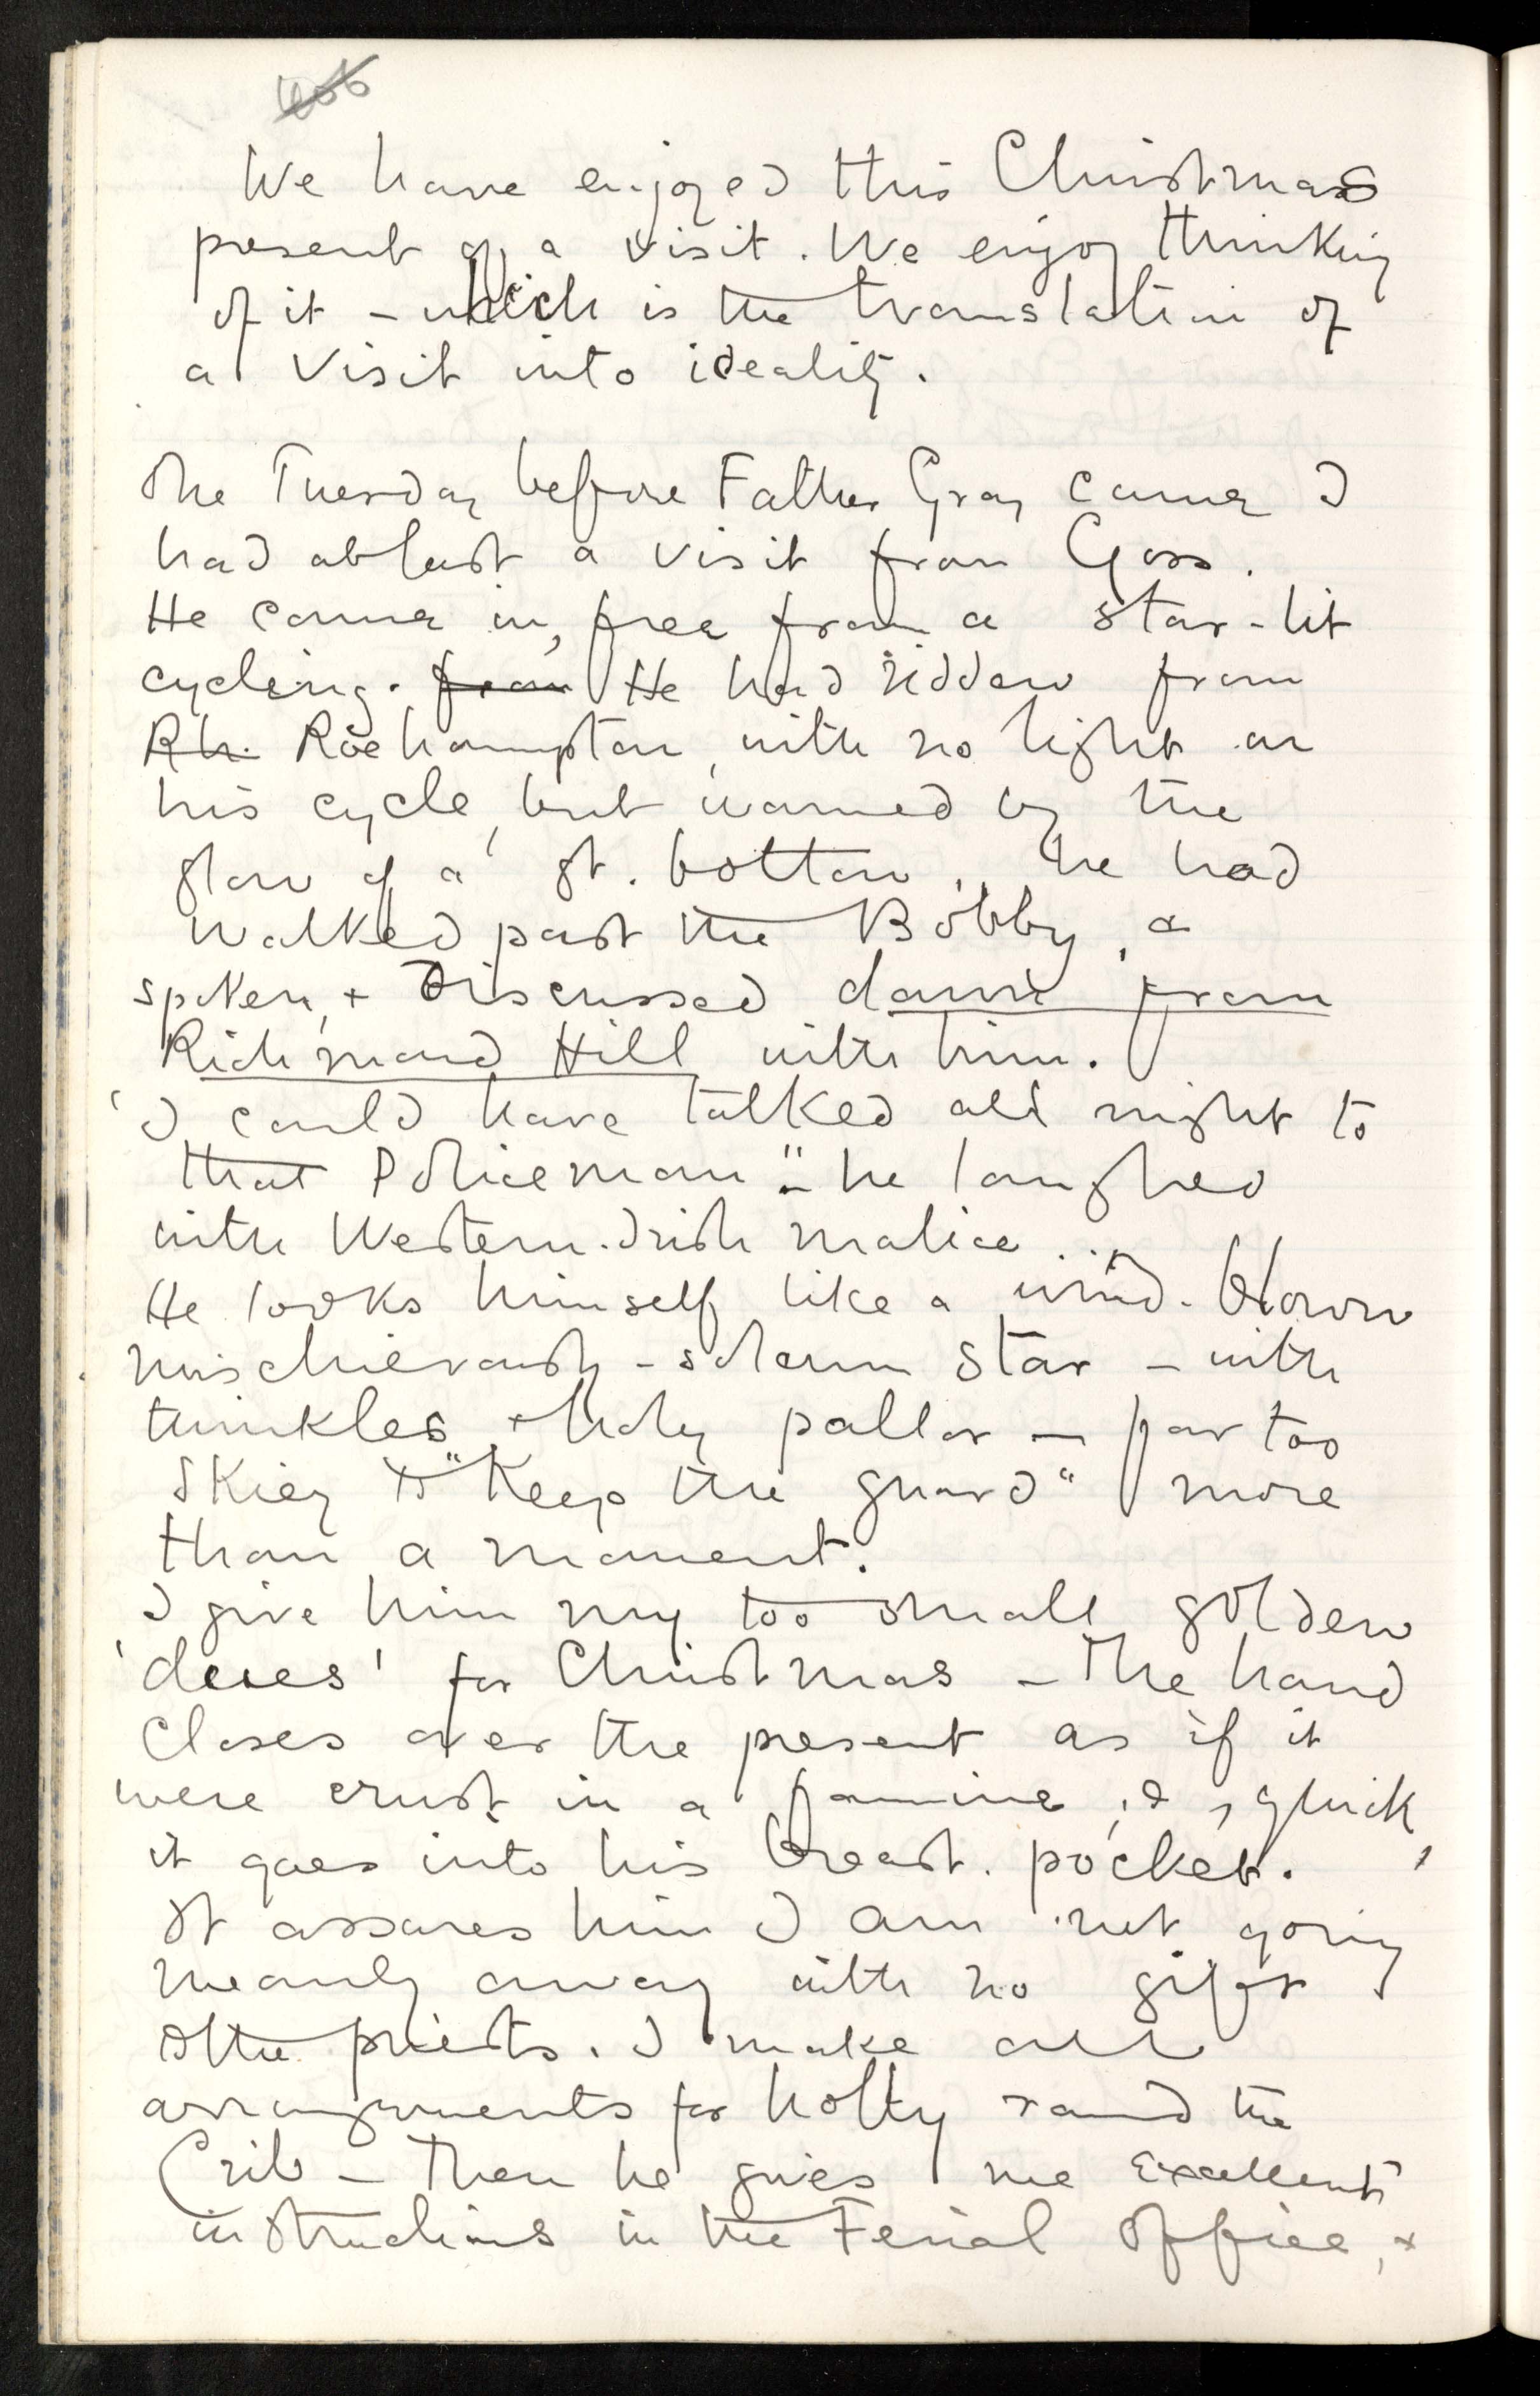 We have enjoyed this Christmas
present of a visit. We enjoy thinking
of it – which is the translation of
a visit into ideality.
The Tuesday before Father Gray came I
had at last a visit from Goss.
He came in, free from a star-lit
cycling. from He had ridden from
Rh. Roehampton, with no light on
his cycle, but warned by the
glow of a gt. bottom, he had
walked past the Bobby, &
spoken, & discussed down from
Richmond Hill with him.
'I could have talked all night to
that Policeman" – he laughed
with Western-Irish malice...
He looks himself like a wind-blown
mischievously-solemn star – with
twinkles & holy pallor – far too
skiey to "Keep the guard" more
than a moment.
I give him my too small golden
'deses' for Christmas – The hand
closes over the present as if it
were crust in a famine, & quick,
it goes into his breast-pocket.
It assures him I am not going
meanly away with no gifts
to the priests. I make all
arrangements for holly round the
Crib – Then he gives me excellent
instructions in the Ferial Office, &